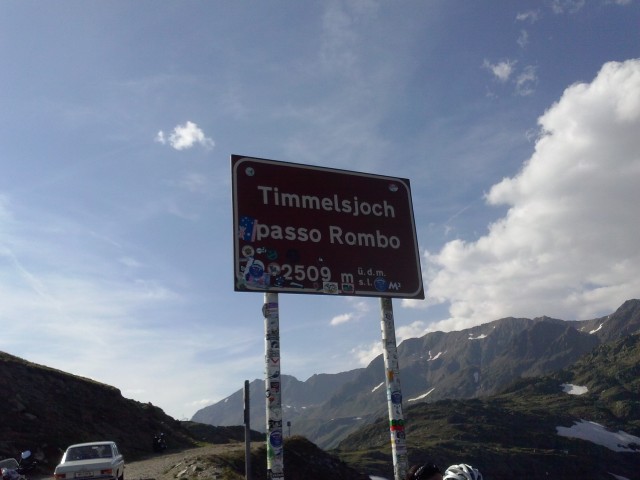 Timmelsjoch
passo Rombo
2509 m ü.d.m.
s.l.